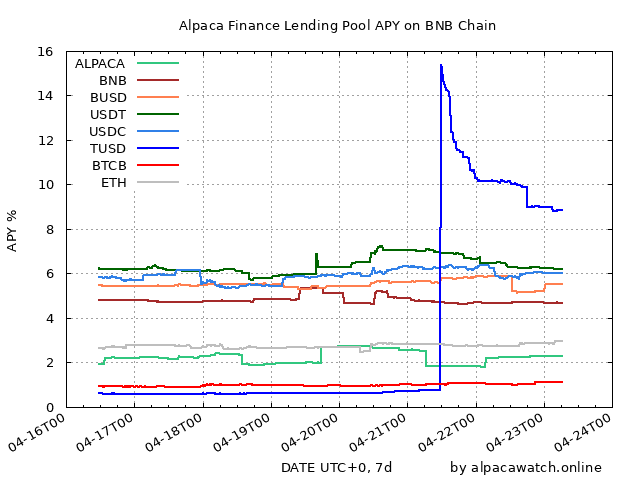 Alpaca Finance Lending Pool APY on BNB Chain
16
14
12
10
8
6
4
2
0
APY %
ALPACA
BNB
BUSD
USDT
USDC
TUSD
BTCB
ETH
04-16T00
04-17T00
04-18T00
04-19T00
04-20T00
04-21T00
04-22T00
04-23T00
04-24T00
DATE UTC+0, 7d
by alpacawatch.online